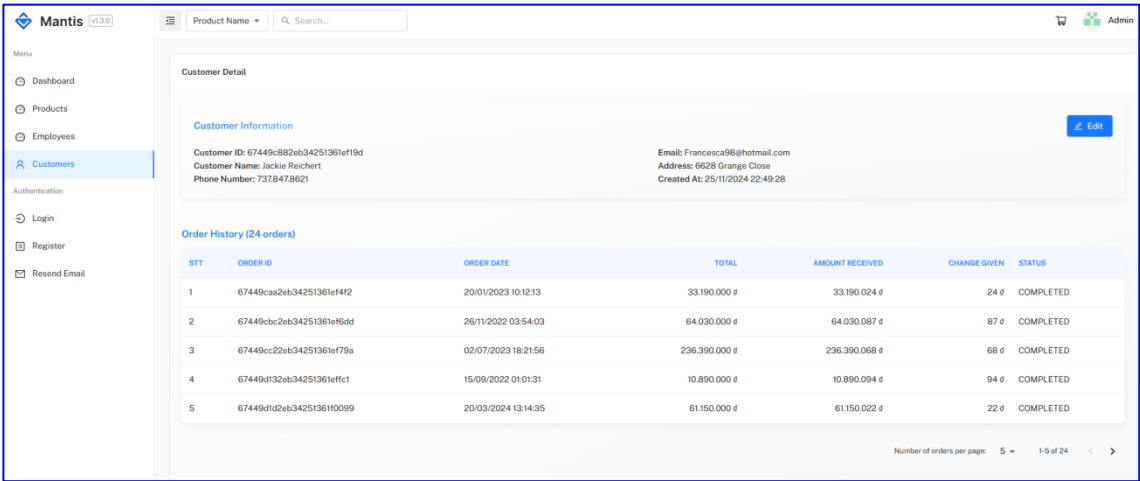 Mantis v1.3.0
Product Name
Search...
Admin
Menu
Dashboard
Products
Employees
Customers
Authentication
Login
Register
Resend Email
Customer Detail
Customer Information
Edit
Customer ID: 67449c882eb34251361ef19d
Customer Name: Jackie Reichert
Phone Number: 737.847.8621
Email: Francesca98@hotmail.com
Address: 6628 Grange Close
Created At: 25/11/2024 22:49:28
Order History (24 orders)
STT ORDER ID ORDER DATE TOTAL AMOUNT RECEIVED CHANGE GIVEN STATUS
1 67449caa2eb34251361ef4f2 20/01/2023 10:12:13 33.190.000 đ 33.190.024 đ 24 đ COMPLETED
2 67449cbc2eb34251361ef6dd 26/11/2022 03:54:03 64.030.000 đ 64.030.087 đ 87 đ COMPLETED
3 67449cc22eb34251361ef79a 02/07/2023 18:21:56 236.390.000 đ 236.390.068 đ 68 đ COMPLETED
4 67449d132eb34251361effc1 15/09/2022 01:01:31 10.890.000 đ 10.890.094 đ 94 đ COMPLETED
5 67449d1d2eb34251361f0099 20/03/2024 13:14:35 61.150.000 đ 61.150.022 đ 22 đ COMPLETED
Number of orders per page: 5 1-5 of 24